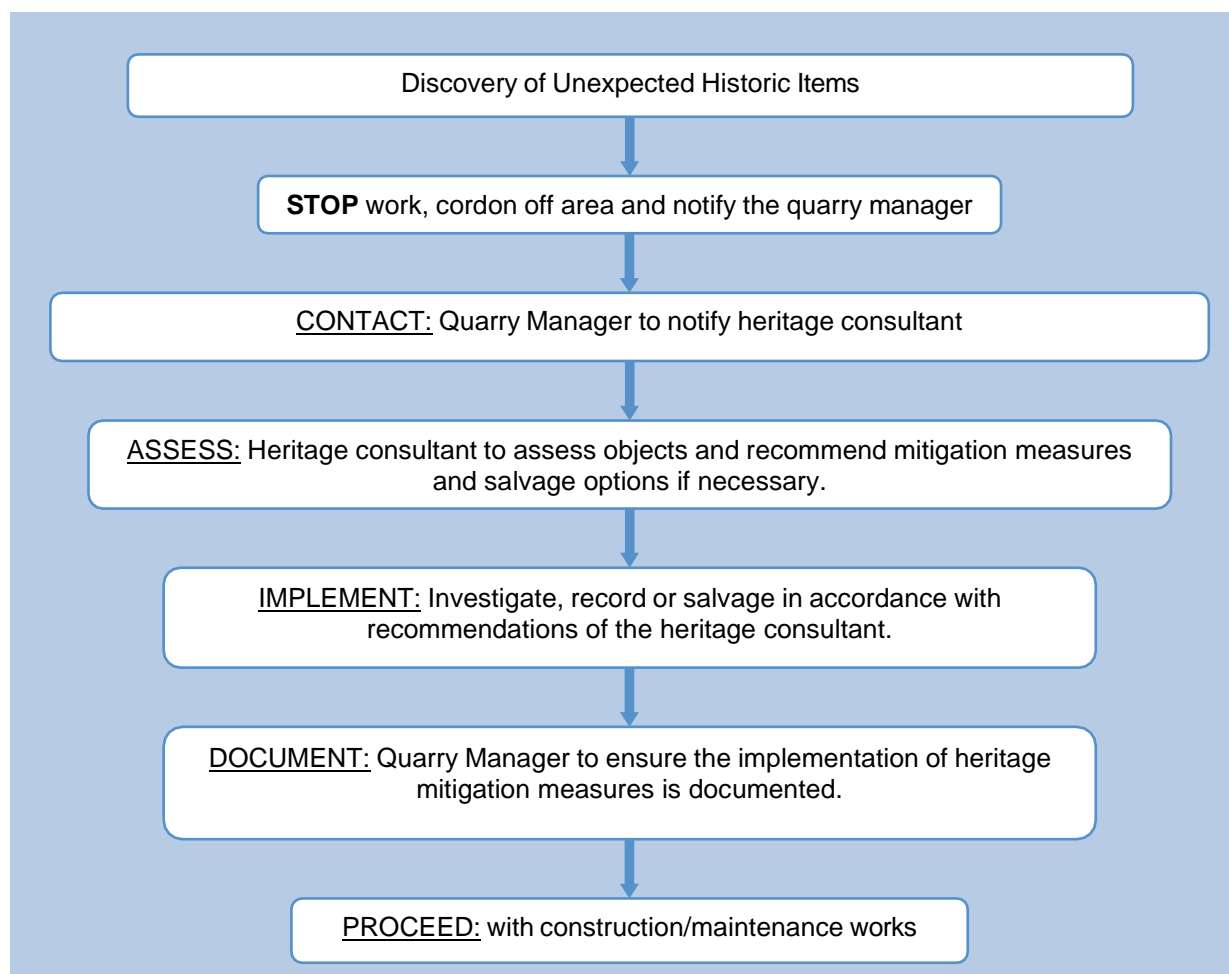 Discovery of Unexpected Historic Items
STOP work, cordon off area and notify the quarry manager
CONTACT: Quarry Manager to notify heritage consultant
ASSESS: Heritage consultant to assess objects and recommend mitigation measures
and salvage options if necessary.
IMPLEMENT: Investigate, record or salvage in accordance with
recommendations of the heritage consultant.
DOCUMENT: Quarry Manager to ensure the implementation of heritage
mitigation measures is documented.
PROCEED: with construction/maintenance works